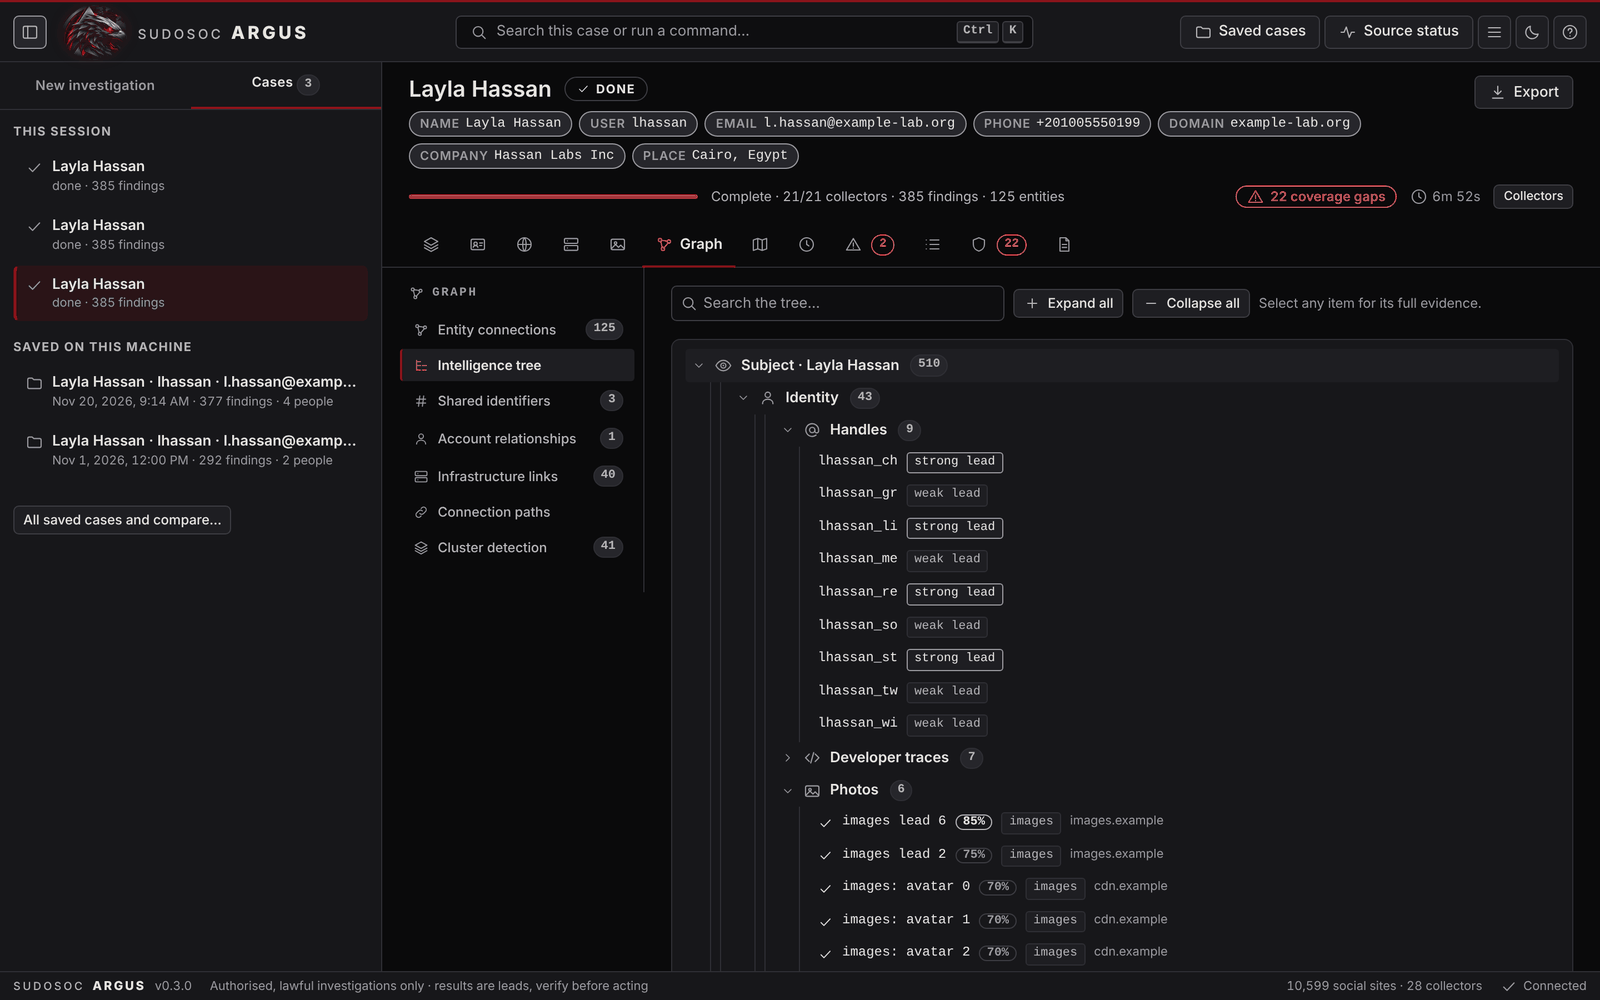 SUDOSOC ARGUS
Search this case or run a command...
Ctrl K
Saved cases
Source status
New investigation
Cases 3
THIS SESSION
Layla Hassan
done · 385 findings
Layla Hassan
done · 385 findings
Layla Hassan
done · 385 findings
SAVED ON THIS MACHINE
Layla Hassan · lhassan · l.hassan@examp...
Nov 20, 2026, 9:14 AM · 377 findings · 4 people
Layla Hassan · lhassan · l.hassan@examp...
Nov 1, 2026, 12:00 PM · 292 findings · 2 people
All saved cases and compare...
Layla Hassan
DONE
Export
NAME Layla Hassan
USER lhassan
EMAIL l.hassan@example-lab.org
PHONE +201005550199
DOMAIN example-lab.org
COMPANY Hassan Labs Inc
PLACE Cairo, Egypt
Complete · 21/21 collectors · 385 findings · 125 entities
22 coverage gaps
6m 52s
Collectors
Graph
2
22
GRAPH
Entity connections 125
Intelligence tree
Shared identifiers 3
Account relationships 1
Infrastructure links 40
Connection paths
Cluster detection 41
Search the tree...
Expand all
Collapse all
Select any item for its full evidence.
Subject · Layla Hassan 510
Identity 43
Handles 9
lhassan_ch strong lead
lhassan_gr weak lead
lhassan_li strong lead
lhassan_me weak lead
lhassan_re strong lead
lhassan_so weak lead
lhassan_st strong lead
lhassan_tw weak lead
lhassan_wi weak lead
Developer traces 7
Photos 6
images lead 6 85% images images.example
images lead 2 75% images images.example
images: avatar 0 70% images cdn.example
images: avatar 1 70% images cdn.example
images: avatar 2 70% images cdn.example
SUDOSOC ARGUS v0.3.0 Authorised, lawful investigations only · results are leads, verify before acting
10,599 social sites · 28 collectors
Connected